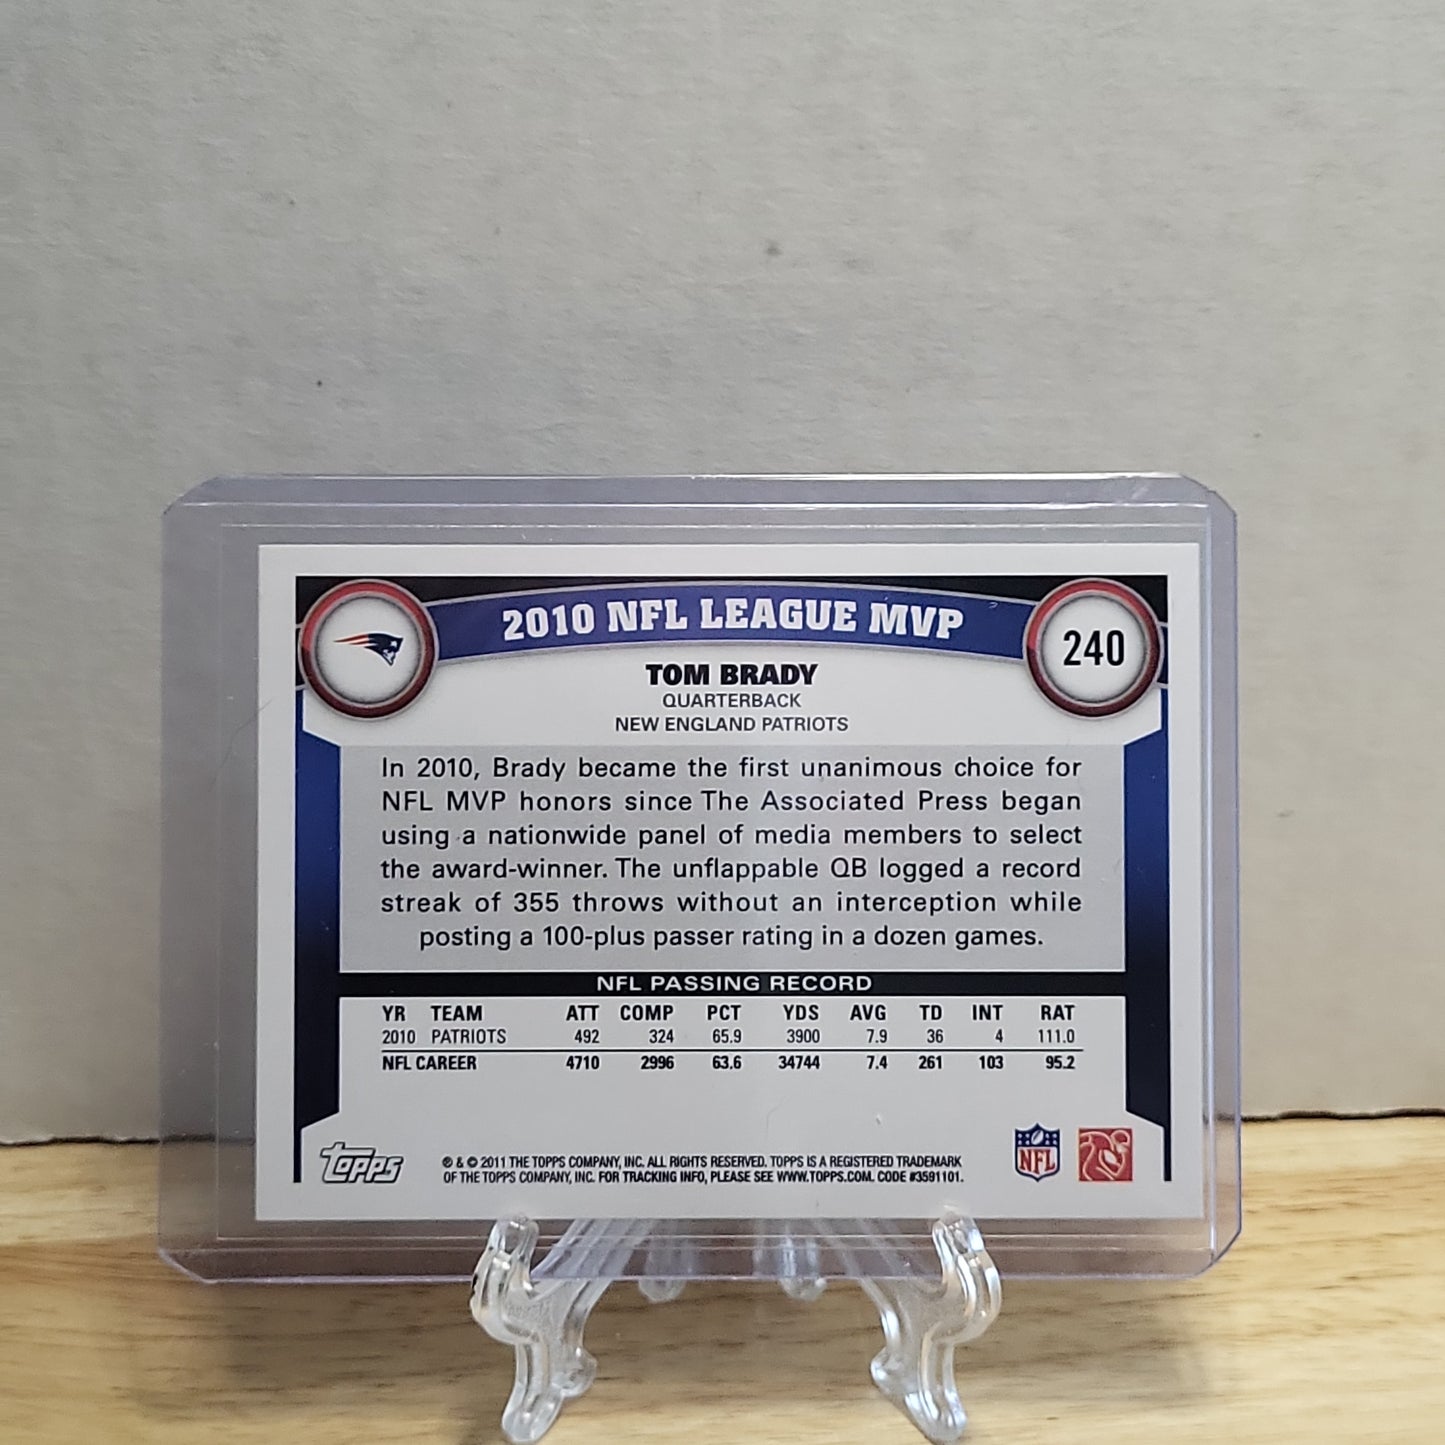 2010 NFL LEAGUE MVP
240
TOM BRADY
QUARTERBACK
NEW ENGLAND PATRIOTS
In 2010, Brady became the first unanimous choice for
NFL MVP honors since The Associated Press began
using a nationwide panel of media members to select
the award-winner. The unflappable QB logged a record
streak of 355 throws without an interception while
posting a 100-plus passer rating in a dozen games.
NFL PASSING RECORD
YR TEAM ATT COMP PCT YDS AVG TD INT RAT
2010 PATRIOTS 492 324 65.9 3900 7.9 36 4 111.0
NFL CAREER 4710 2996 63.6 34744 7.4 261 103 95.2
topps
® & © 2011 THE TOPPS COMPANY, INC. ALL RIGHTS RESERVED. TOPPS IS A REGISTERED TRADEMARK
OF THE TOPPS COMPANY, INC. FOR TRACKING INFO, PLEASE SEE WWW.TOPPS.COM. CODE #3591101.
NFL